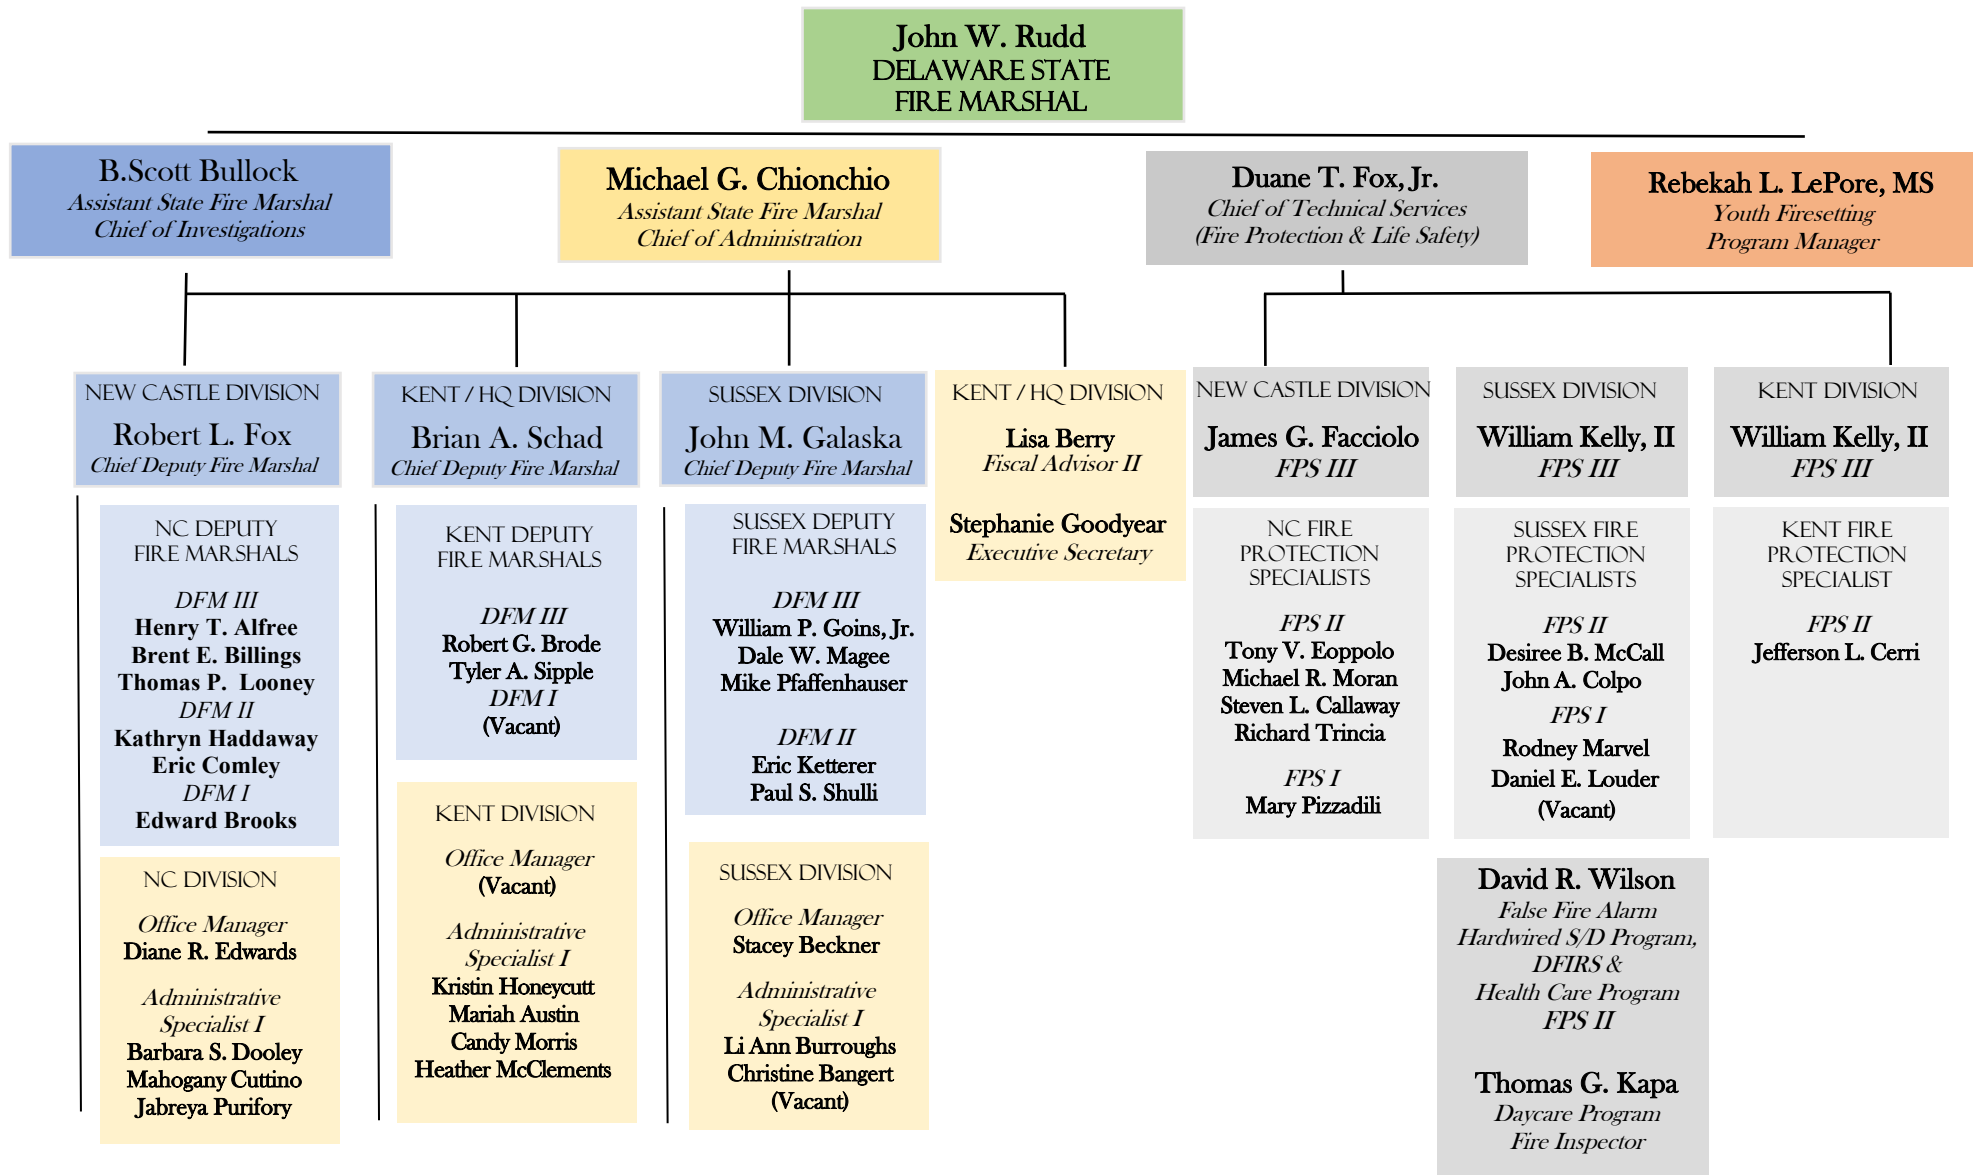 John W. Rudd
DELAWARE STATE
FIRE MARSHAL
B.Scott Bullock
Assistant State Fire Marshal
Chief of Investigations
Michael G. Chionchio
Assistant State Fire Marshal
Chief of Administration
Duane T. Fox, Jr.
Chief of Technical Services
(Fire Protection & Life Safety)
Rebekah L. LePore, MS
Youth Firesetting
Program Manager
NEW CASTLE DIVISION
Robert L. Fox
Chief Deputy Fire Marshal
KENT / HQ DIVISION
Brian A. Schad
Chief Deputy Fire Marshal
SUSSEX DIVISION
John M. Galaska
Chief Deputy Fire Marshal
KENT / HQ DIVISION
Lisa Berry
Fiscal Advisor II
Stephanie Goodyear
Executive Secretary
NEW CASTLE DIVISION
James G. Facciolo
FPS III
SUSSEX DIVISION
William Kelly, II
FPS III
KENT DIVISION
William Kelly, II
FPS III
NC DEPUTY
FIRE MARSHALS
DFM III
Henry T. Alfree
Brent E. Billings
Thomas P. Looney
DFM II
Kathryn Haddaway
Eric Comley
DFM I
Edward Brooks
KENT DEPUTY
FIRE MARSHALS
DFM III
Robert G. Brode
Tyler A. Sipple
DFM I
(Vacant)
SUSSEX DEPUTY
FIRE MARSHALS
DFM III
William P. Goins, Jr.
Dale W. Magee
Mike Pfaffenhauser
DFM II
Eric Ketterer
Paul S. Shulli
NC FIRE
PROTECTION
SPECIALISTS
FPS II
Tony V. Eoppolo
Michael R. Moran
Steven L. Callaway
Richard Trincia
FPS I
Mary Pizzadili
SUSSEX FIRE
PROTECTION
SPECIALISTS
FPS II
Desiree B. McCall
John A. Colpo
FPS I
Rodney Marvel
Daniel E. Louder
(Vacant)
KENT FIRE
PROTECTION
SPECIALIST
FPS II
Jefferson L. Cerri
NC DIVISION
Office Manager
Diane R. Edwards
Administrative
Specialist I
Barbara S. Dooley
Mahogany Cuttino
Jabreya Purifory
KENT DIVISION
Office Manager
(Vacant)
Administrative
Specialist I
Kristin Honeycutt
Mariah Austin
Candy Morris
Heather McClements
SUSSEX DIVISION
Office Manager
Stacey Beckner
Administrative
Specialist I
Li Ann Burroughs
Christine Bangert
(Vacant)
David R. Wilson
False Fire Alarm
Hardwired S/D Program,
DFIRS &
Health Care Program
FPS II
Thomas G. Kapa
Daycare Program
Fire Inspector